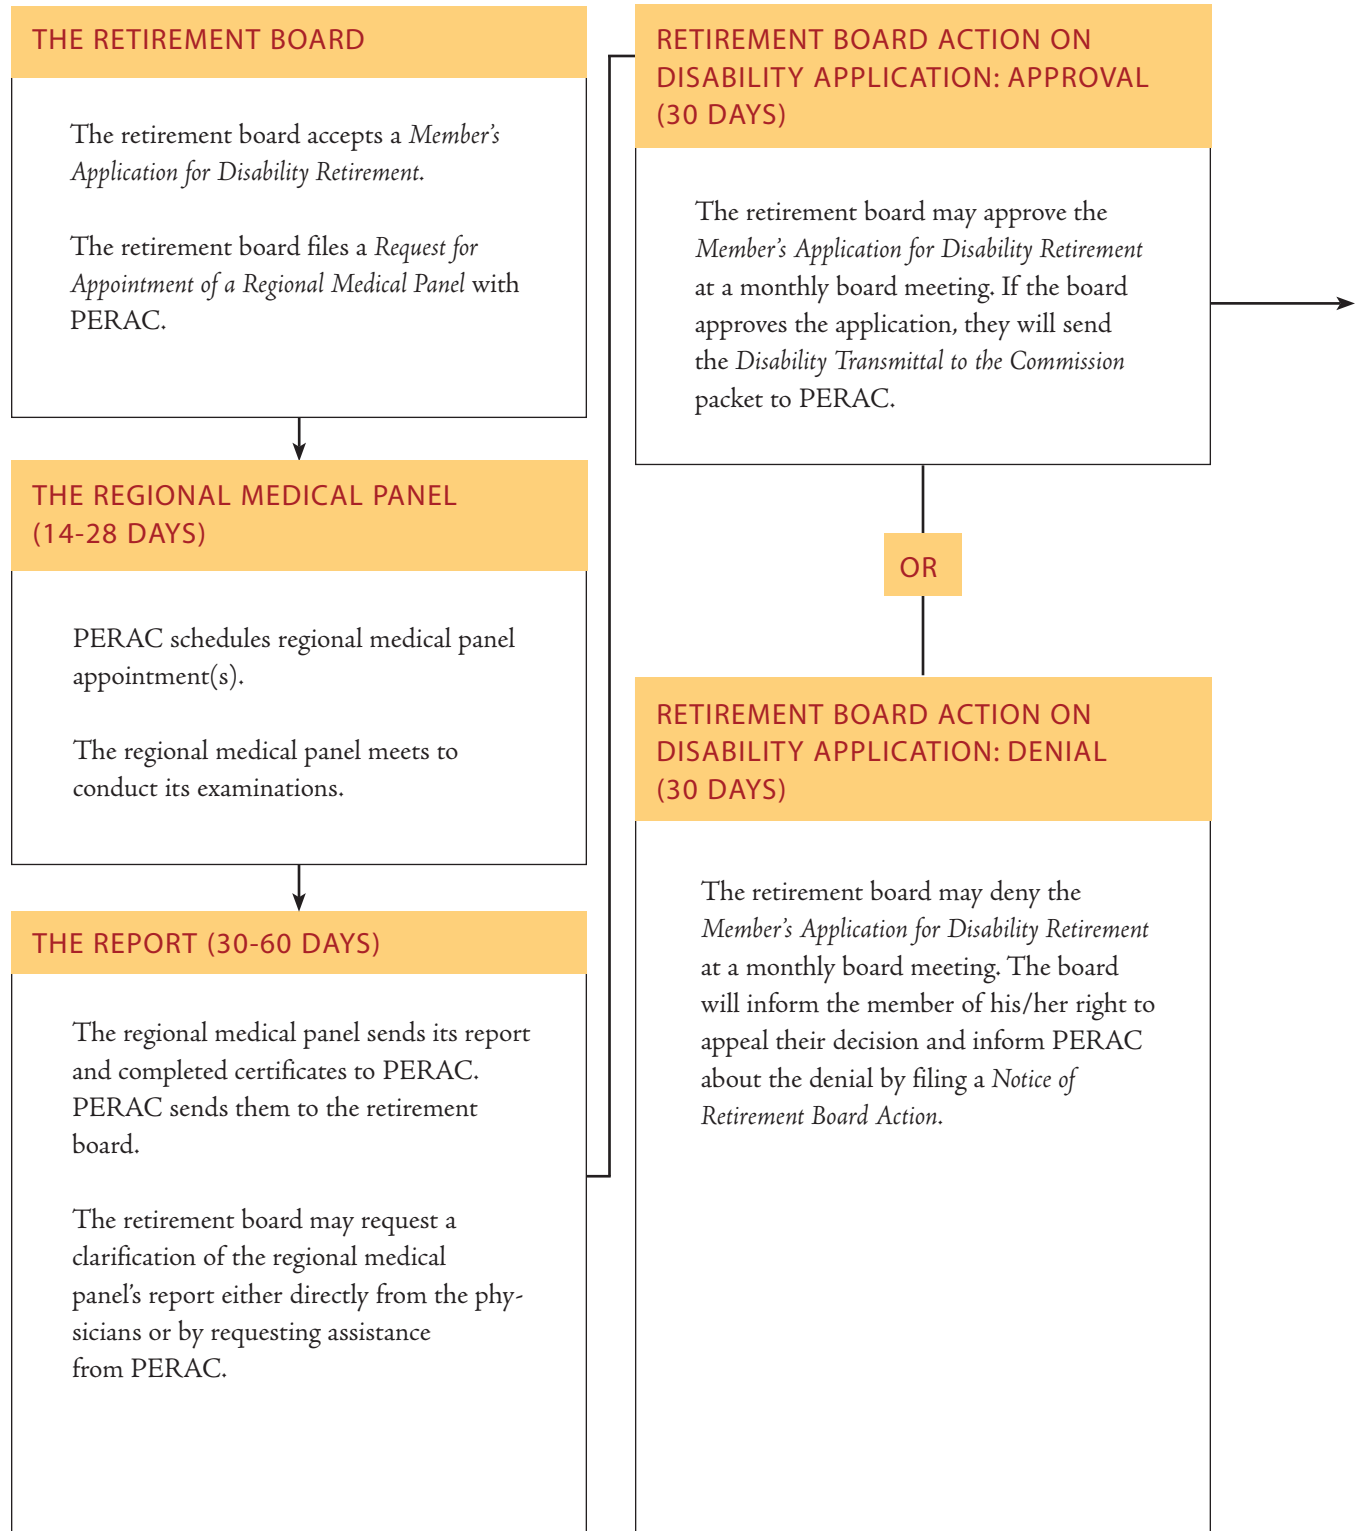 THE RETIREMENT BOARD
The retirement board accepts a Member's
Application for Disability Retirement.
The retirement board files a Request for
Appointment of a Regional Medical Panel with
PERAC.
THE REGIONAL MEDICAL PANEL
(14-28 DAYS)
PERAC schedules regional medical panel
appointment(s).
The regional medical panel meets to
conduct its examinations.
THE REPORT (30-60 DAYS)
The regional medical panel sends its report
and completed certificates to PERAC.
PERAC sends them to the retirement
board.
The retirement board may request a
clarification of the regional medical
panel's report either directly from the phy-
sicians or by requesting assistance
from PERAC.
RETIREMENT BOARD ACTION ON
DISABILITY APPLICATION: APPROVAL
(30 DAYS)
The retirement board may approve the
Member's Application for Disability Retirement
at a monthly board meeting. If the board
approves the application, they will send
the Disability Transmittal to the Commission
packet to PERAC.
OR
RETIREMENT BOARD ACTION ON
DISABILITY APPLICATION: DENIAL
(30 DAYS)
The retirement board may deny the
Member's Application for Disability Retirement
at a monthly board meeting. The board
will inform the member of his/her right to
appeal their decision and inform PERAC
about the denial by filing a Notice of
Retirement Board Action.